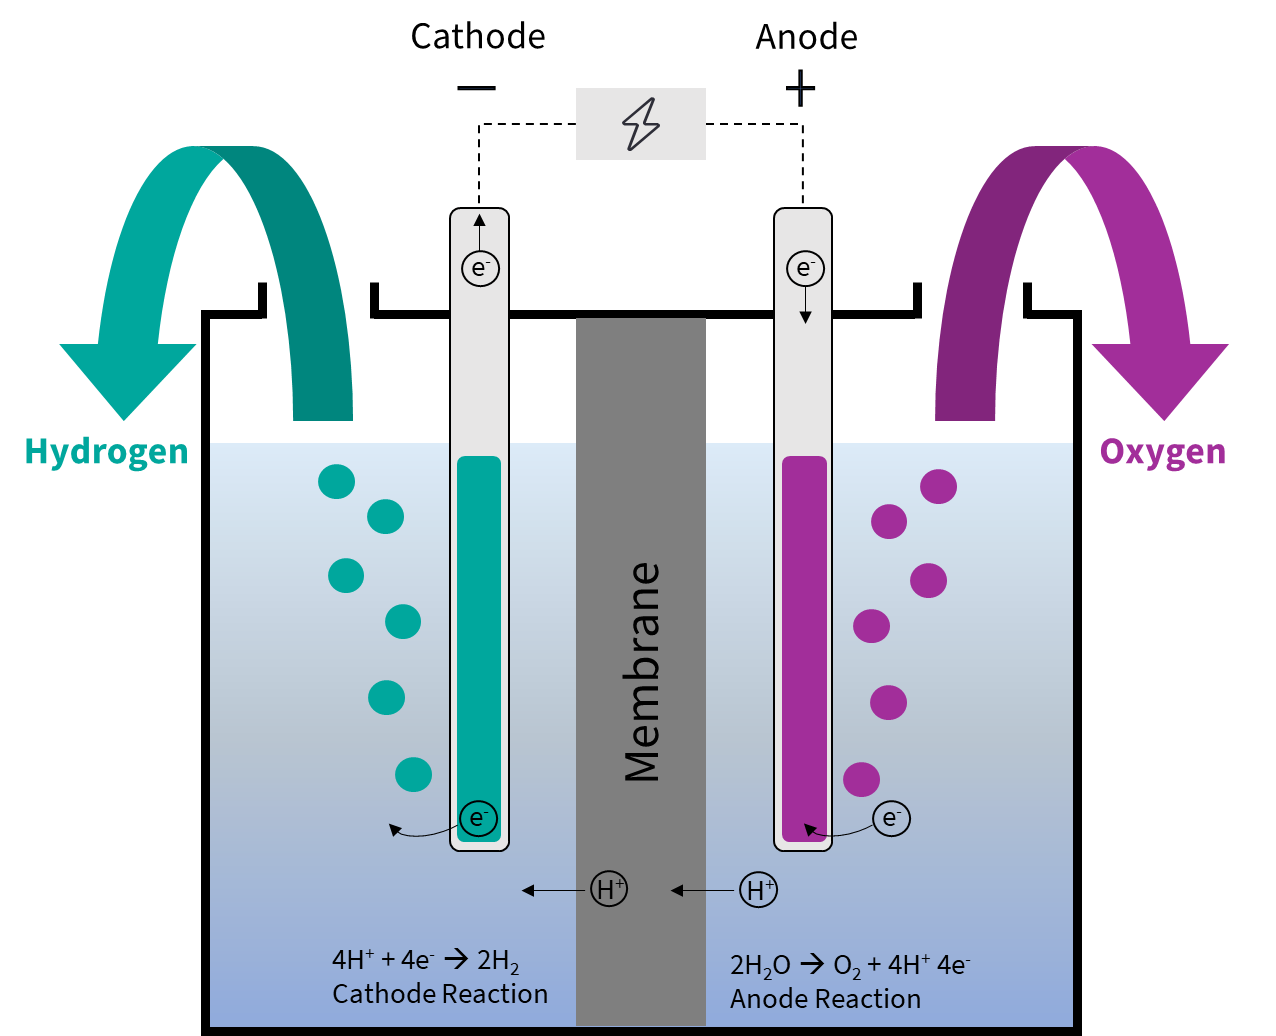 Cathode
Anode
−
+
e⁻
e⁻
Hydrogen
Oxygen
Membrane
e⁻
e⁻
H⁺
H⁺
4H⁺ + 4e⁻ → 2H₂
Cathode Reaction
2H₂O → O₂ + 4H⁺ 4e⁻
Anode Reaction